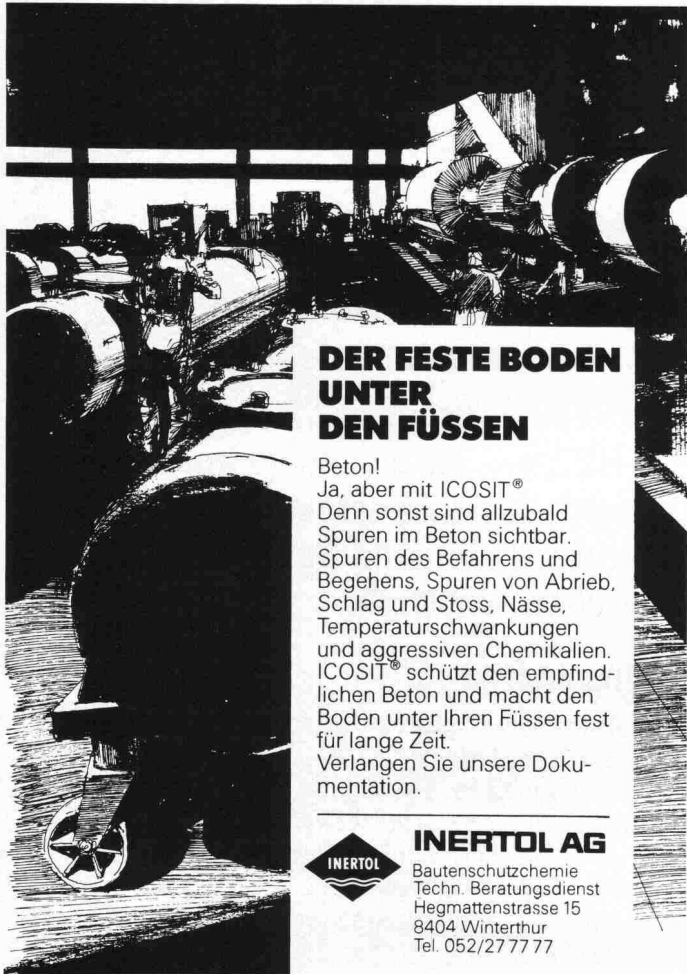 DER FESTE BODEN
UNTER
DEN FÜSSEN
Beton!
Ja, aber mit ICOSIT®
Denn sonst sind allzubald
Spuren im Beton sichtbar.
Spuren des Befahrens und
Begehens, Spuren von Abrieb,
Schlag und Stoss, Nässe,
Temperaturschwankungen
und aggressiven Chemikalien.
ICOSIT® schützt den empfind-
lichen Beton und macht den
Boden unter Ihren Füssen fest
für lange Zeit.
Verlangen Sie unsere Doku-
mentation.
INERTOL
INERTOL AG
Bautenschutzchemie
Techn. Beratungsdienst
Hegmattenstrasse 15
8404 Winterthur
Tel. 052/27 77 77